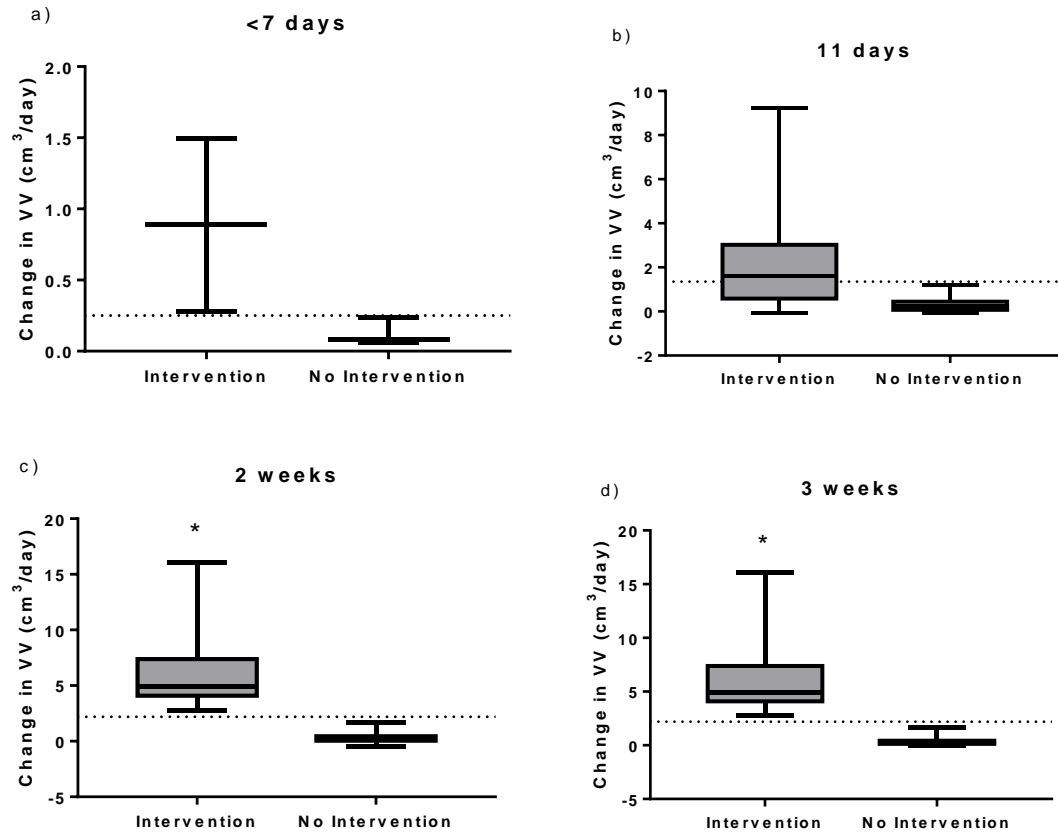 a)
<7 days
Change in VV (cm³/day)
2.0
1.5
1.0
0.5
0.0
Intervention
No Intervention
b)
11 days
Change in VV (cm³/day)
10
8
6
4
2
0
-2
Intervention
No Intervention
c)
2 weeks
Change in VV (cm³/day)
20
15
10
5
0
-5
*
Intervention
No Intervention
d)
3 weeks
Change in VV (cm³/day)
20
15
10
5
0
-5
*
Intervention
No Intervention